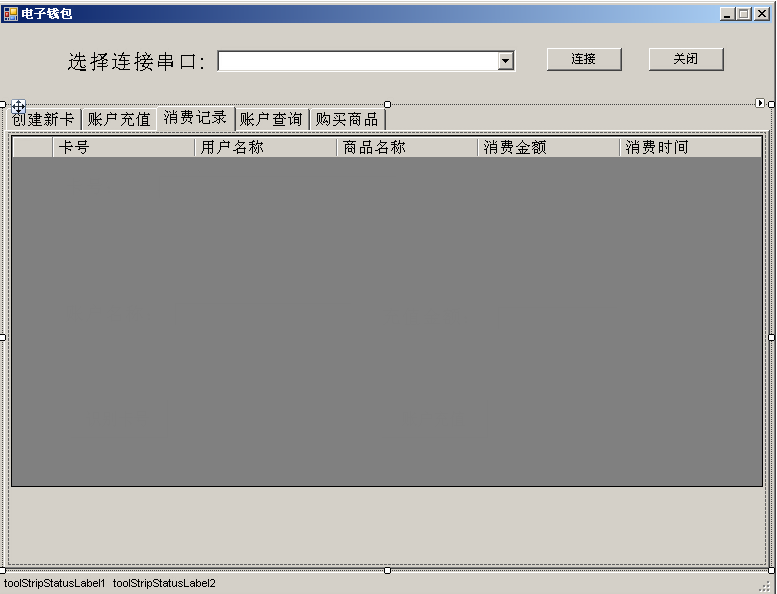 电子钱包
选择连接串口: 连接 关闭
创建新卡 账户充值 消费记录 账户查询 购买商品
卡号 用户名称 商品名称 消费金额 消费时间
toolStripStatusLabel1 toolStripStatusLabel2